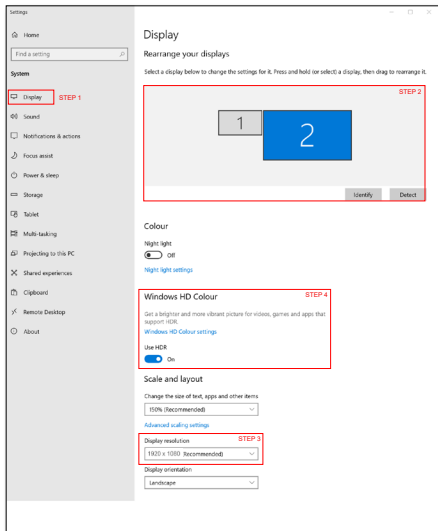 Settings
Home
Find a setting
System
Display STEP 1
Sound
Notifications & actions
Focus assist
Power & sleep
Storage
Tablet
Multi-tasking
Projecting to this PC
Shared experiences
Clipboard
Remote Desktop
About
Display
Rearrange your displays
Select a display below to change the settings for it. Press and hold (or select) a display, then drag to rearrange it.
STEP 2
1 2
Identify Detect
Colour
Night light
Off
Night light settings
Windows HD Colour STEP 4
Get a brighter and more vibrant picture for videos, games and apps that
support HDR.
Windows HD Colour settings
Use HDR
On
Scale and layout
Change the size of text, apps and other items
150% (Recommended)
Advanced scaling settings
Display resolution STEP 3
1920 x 1080 (Recommended)
Display orientation
Landscape